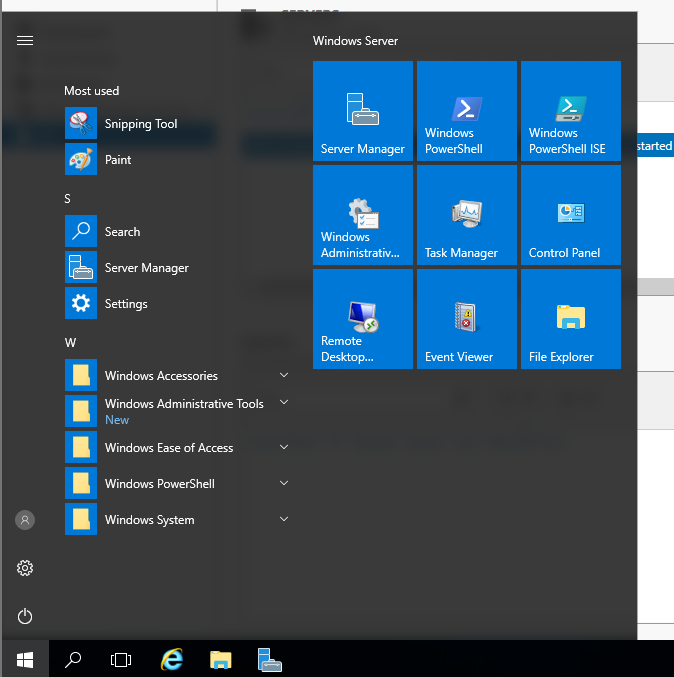 SERVERS
Windows Server
Most used
Snipping Tool
Paint
S
Search
Server Manager
Settings
W
Windows Accessories
Windows Administrative Tools
New
Windows Ease of Access
Windows PowerShell
Windows System
Server Manager
Windows
PowerShell
Windows
PowerShell ISE
Windows
Administrativ...
Task Manager
Control Panel
Remote
Desktop...
Event Viewer
File Explorer
started